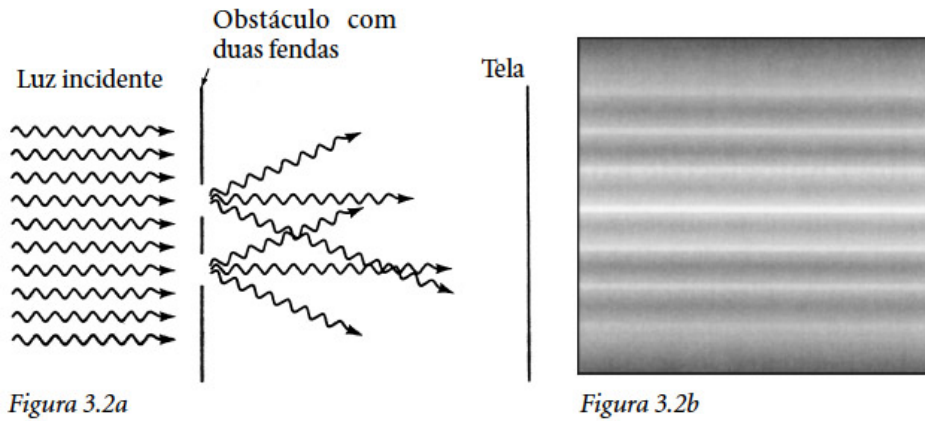 Obstáculo com
duas fendas
Luz incidente
Tela
Figura 3.2a
Figura 3.2b